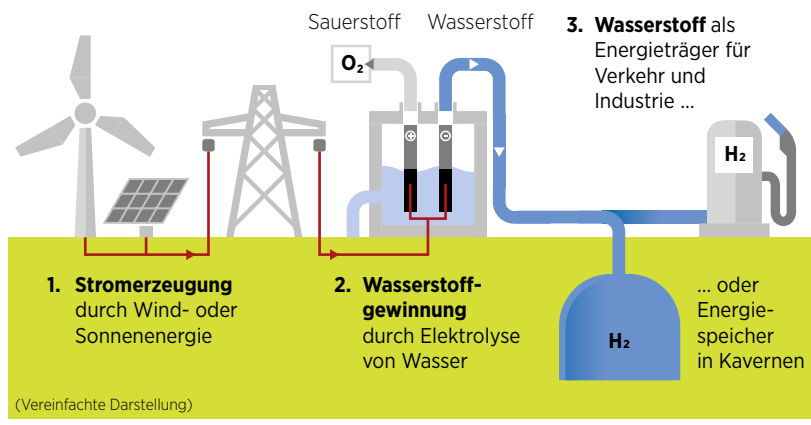 Sauerstoff
Wasserstoff
O₂
⊕
⊖
3. Wasserstoff als
Energieträger für
Verkehr und
Industrie ...
H₂
1. Stromerzeugung
durch Wind- oder
Sonnenenergie
2. Wasserstoff-
gewinnung
durch Elektrolyse
von Wasser
H₂
... oder
Energie-
speicher
in Kavernen
(Vereinfachte Darstellung)